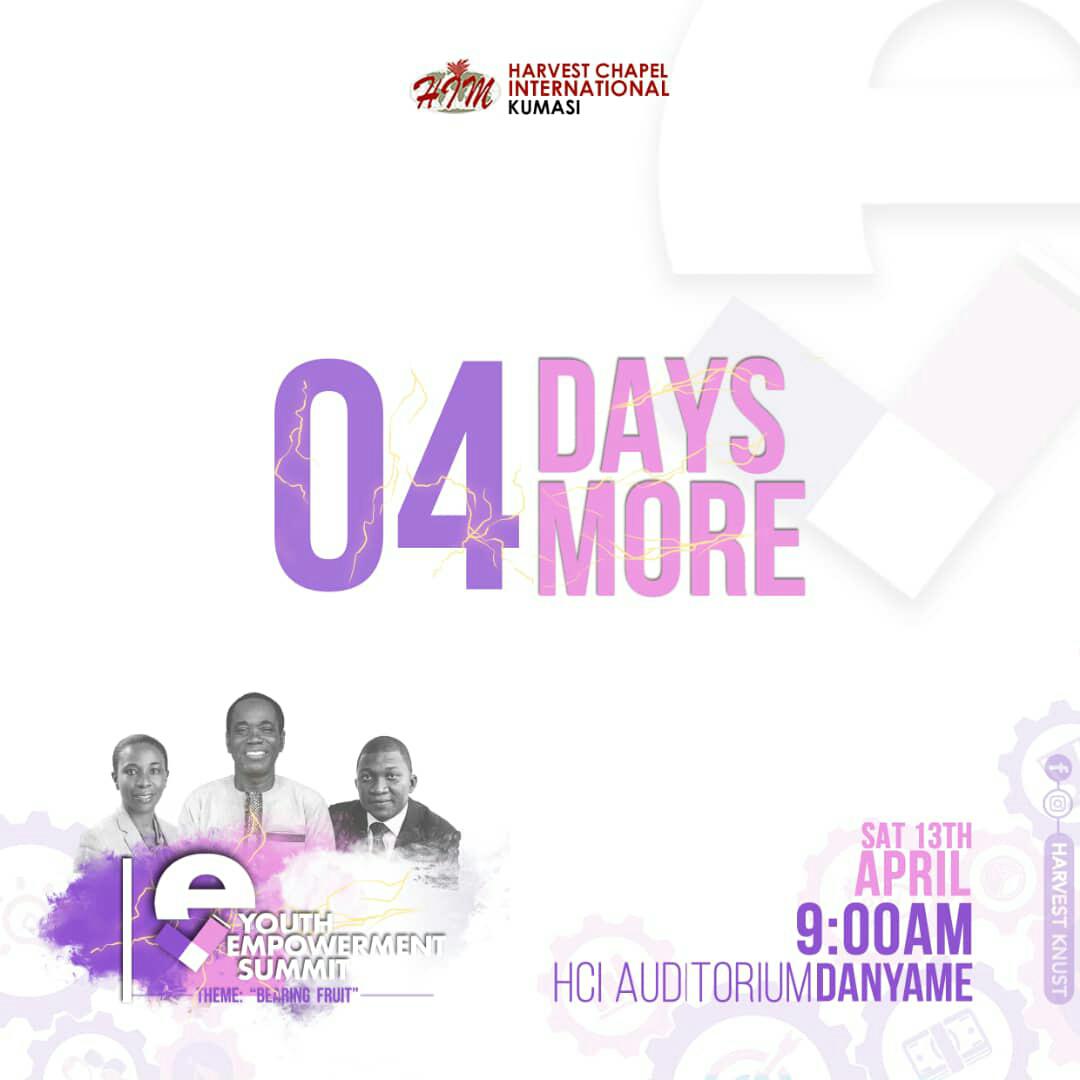 HIM
HARVEST CHAPEL
INTERNATIONAL
KUMASI
04
DAYS
MORE
YOUTH
EMPOWERMENT
SUMMIT
THEME: "BEARING FRUIT"
SAT 13TH
APRIL
9:00AM
HCI AUDITORIUM DANYAME
HARVEST KNUST